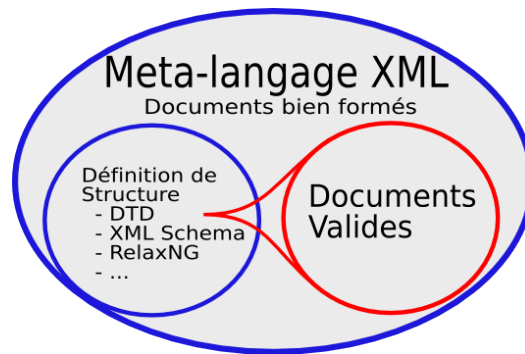 Meta-langage XML
Documents bien formés
Définition de
Structure
- DTD
- XML Schema
- RelaxNG
- ...
Documents
Valides